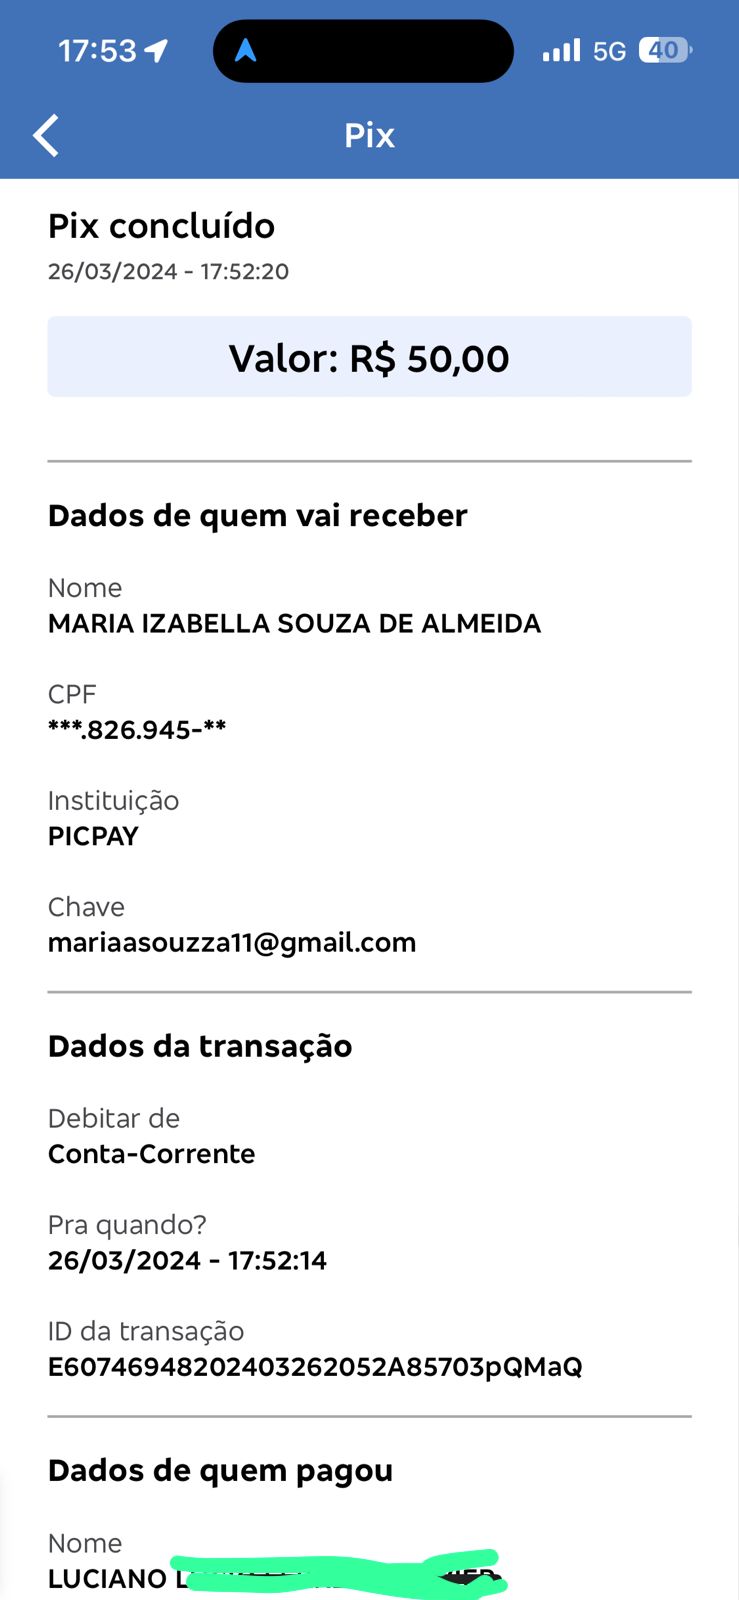 17:53
5G 40
Pix
Pix concluído
26/03/2024 - 17:52:20
Valor: R$ 50,00
Dados de quem vai receber
Nome
MARIA IZABELLA SOUZA DE ALMEIDA
CPF
***.826.945-**
Instituição
PICPAY
Chave
mariaasouzza11@gmail.com
Dados da transação
Debitar de
Conta-Corrente
Pra quando?
26/03/2024 - 17:52:14
ID da transação
E60746948202403262052A85703pQMaQ
Dados de quem pagou
Nome
LUCIANO